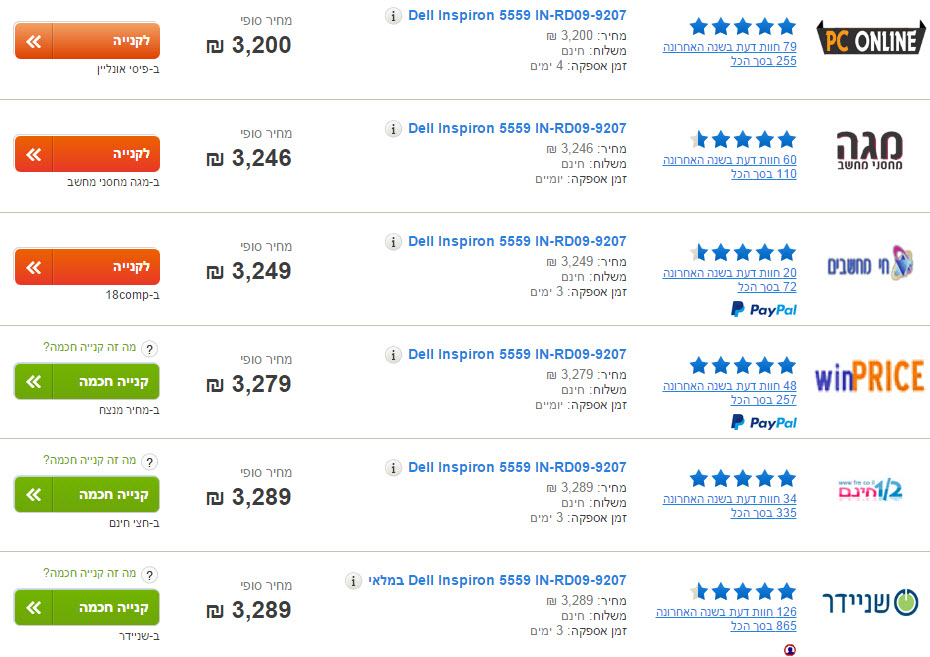 PC ONLINE
79 חוות דעת בשנה האחרונה
255 בסך הכל
Dell Inspiron 5559 IN-RD09-9207
מחיר: 3,200 ₪
משלוח: חינם
זמן אספקה: 4 ימים
מחיר סופי
3,200 ₪
לקנייה
ב-פיסי אונליין
מגה
מחסני מחשב
60 חוות דעת בשנה האחרונה
110 בסך הכל
Dell Inspiron 5559 IN-RD09-9207
מחיר: 3,246 ₪
משלוח: חינם
זמן אספקה: יומיים
מחיר סופי
3,246 ₪
לקנייה
ב-מגה מחסני מחשב
חי מחשבים
20 חוות דעת בשנה האחרונה
72 בסך הכל
PayPal
Dell Inspiron 5559 IN-RD09-9207
מחיר: 3,249 ₪
משלוח: חינם
זמן אספקה: 3 ימים
מחיר סופי
3,249 ₪
לקנייה
ב-18comp
winPRICE
48 חוות דעת בשנה האחרונה
257 בסך הכל
PayPal
Dell Inspiron 5559 IN-RD09-9207
מחיר: 3,279 ₪
משלוח: חינם
זמן אספקה: יומיים
מחיר סופי
3,279 ₪
מה זה קנייה חכמה?
קנייה חכמה
ב-מחיר מנצח
www.fre.co.il
1/2 חינם
34 חוות דעת בשנה האחרונה
335 בסך הכל
Dell Inspiron 5559 IN-RD09-9207
מחיר: 3,289 ₪
משלוח: חינם
זמן אספקה: 3 ימים
מחיר סופי
3,289 ₪
מה זה קנייה חכמה?
קנייה חכמה
ב-חצי חינם
שניידר
126 חוות דעת בשנה האחרונה
865 בסך הכל
Dell Inspiron 5559 IN-RD09-9207 במלאי
מחיר: 3,289 ₪
משלוח: חינם
זמן אספקה: 3 ימים
מחיר סופי
3,289 ₪
מה זה קנייה חכמה?
קנייה חכמה
ב-שניידר